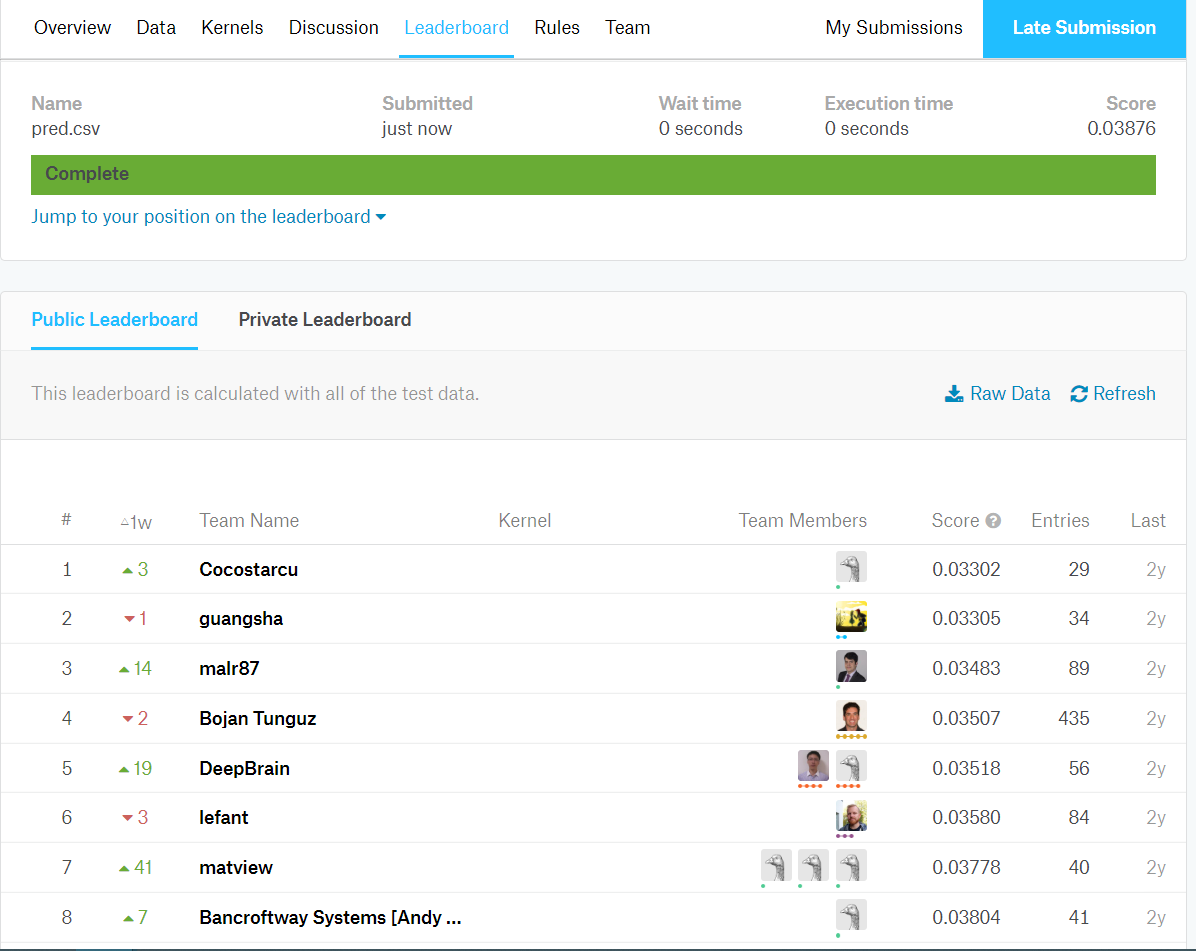 Overview Data Kernels Discussion Leaderboard Rules Team My Submissions Late Submission
Name Submitted Wait time Execution time Score
pred.csv just now 0 seconds 0 seconds 0.03876
Complete
Jump to your position on the leaderboard
Public Leaderboard Private Leaderboard
This leaderboard is calculated with all of the test data. Raw Data Refresh
# △1w Team Name Kernel Team Members Score ? Entries Last
1 ▲ 3 Cocostarcu 0.03302 29 2y
2 ▼ 1 guangsha 0.03305 34 2y
3 ▲ 14 malr87 0.03483 89 2y
4 ▼ 2 Bojan Tunguz 0.03507 435 2y
5 ▲ 19 DeepBrain 0.03518 56 2y
6 ▼ 3 lefant 0.03580 84 2y
7 ▲ 41 matview 0.03778 40 2y
8 ▲ 7 Bancroftway Systems [Andy ... 0.03804 41 2y